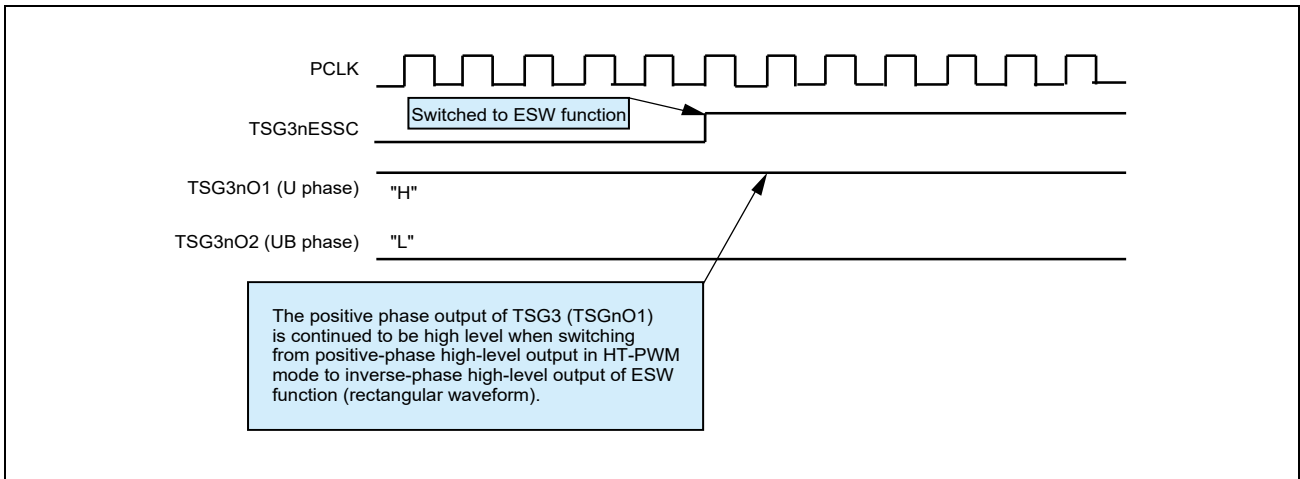 PCLK
Switched to ESW function
TSG3nESSC
TSG3nO1 (U phase) "H"
TSG3nO2 (UB phase) "L"
The positive phase output of TSG3 (TSGnO1)
is continued to be high level when switching
from positive-phase high-level output in HT-PWM
mode to inverse-phase high-level output of ESW
function (rectangular waveform).